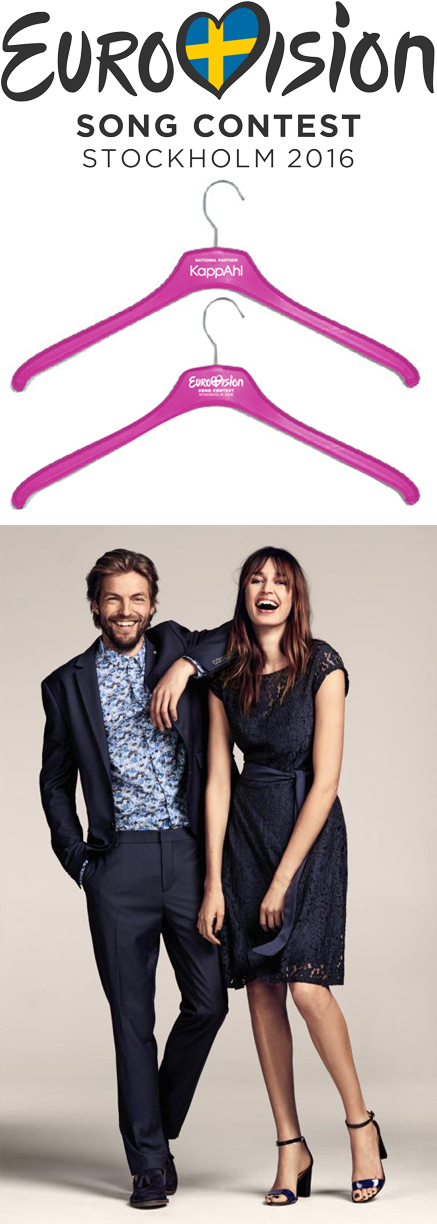 EUROVISION
SONG CONTEST
STOCKHOLM 2016
NATIONAL PARTNER
KappAhl
EUROVISION
SONG CONTEST
STOCKHOLM 2016